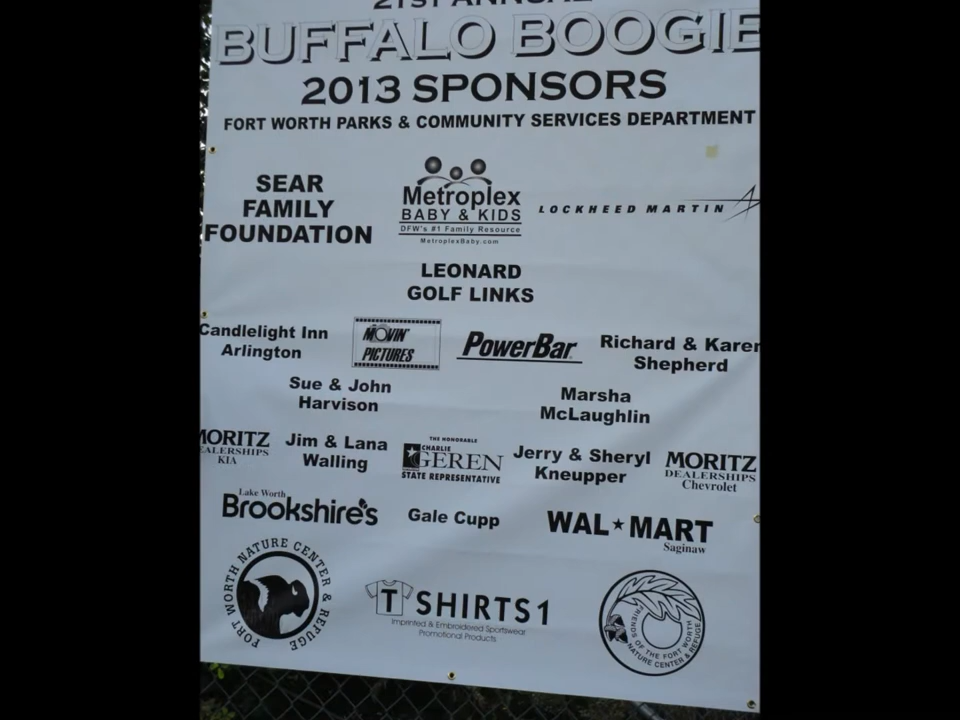 21ST ANNUAL
BUFFALO BOOGIE
2013 SPONSORS
FORT WORTH PARKS & COMMUNITY SERVICES DEPARTMENT
SEAR
FAMILY
FOUNDATION
Metroplex
BABY & KIDS
DFW's #1 Family Resource
MetroplexBaby.com
LOCKHEED MARTIN
LEONARD
GOLF LINKS
Candlelight Inn
Arlington
MOVIN'
PICTURES
PowerBar
Richard & Karen
Shepherd
Sue & John
Harvison
Marsha
McLaughlin
MORITZ
DEALERSHIPS
KIA
Jim & Lana
Walling
THE HONORABLE
CHARLIE
GEREN
STATE REPRESENTATIVE
Jerry & Sheryl
Kneupper
MORITZ
DEALERSHIPS
Chevrolet
Lake Worth
Brookshire's
Gale Cupp
WAL★MART
Saginaw
FORT WORTH NATURE CENTER & REFUGE
T SHIRTS 1
Imprinted & Embroidered Sportswear
Promotional Products
FRIENDS OF THE FORT WORTH
NATURE CENTER & REFUGE